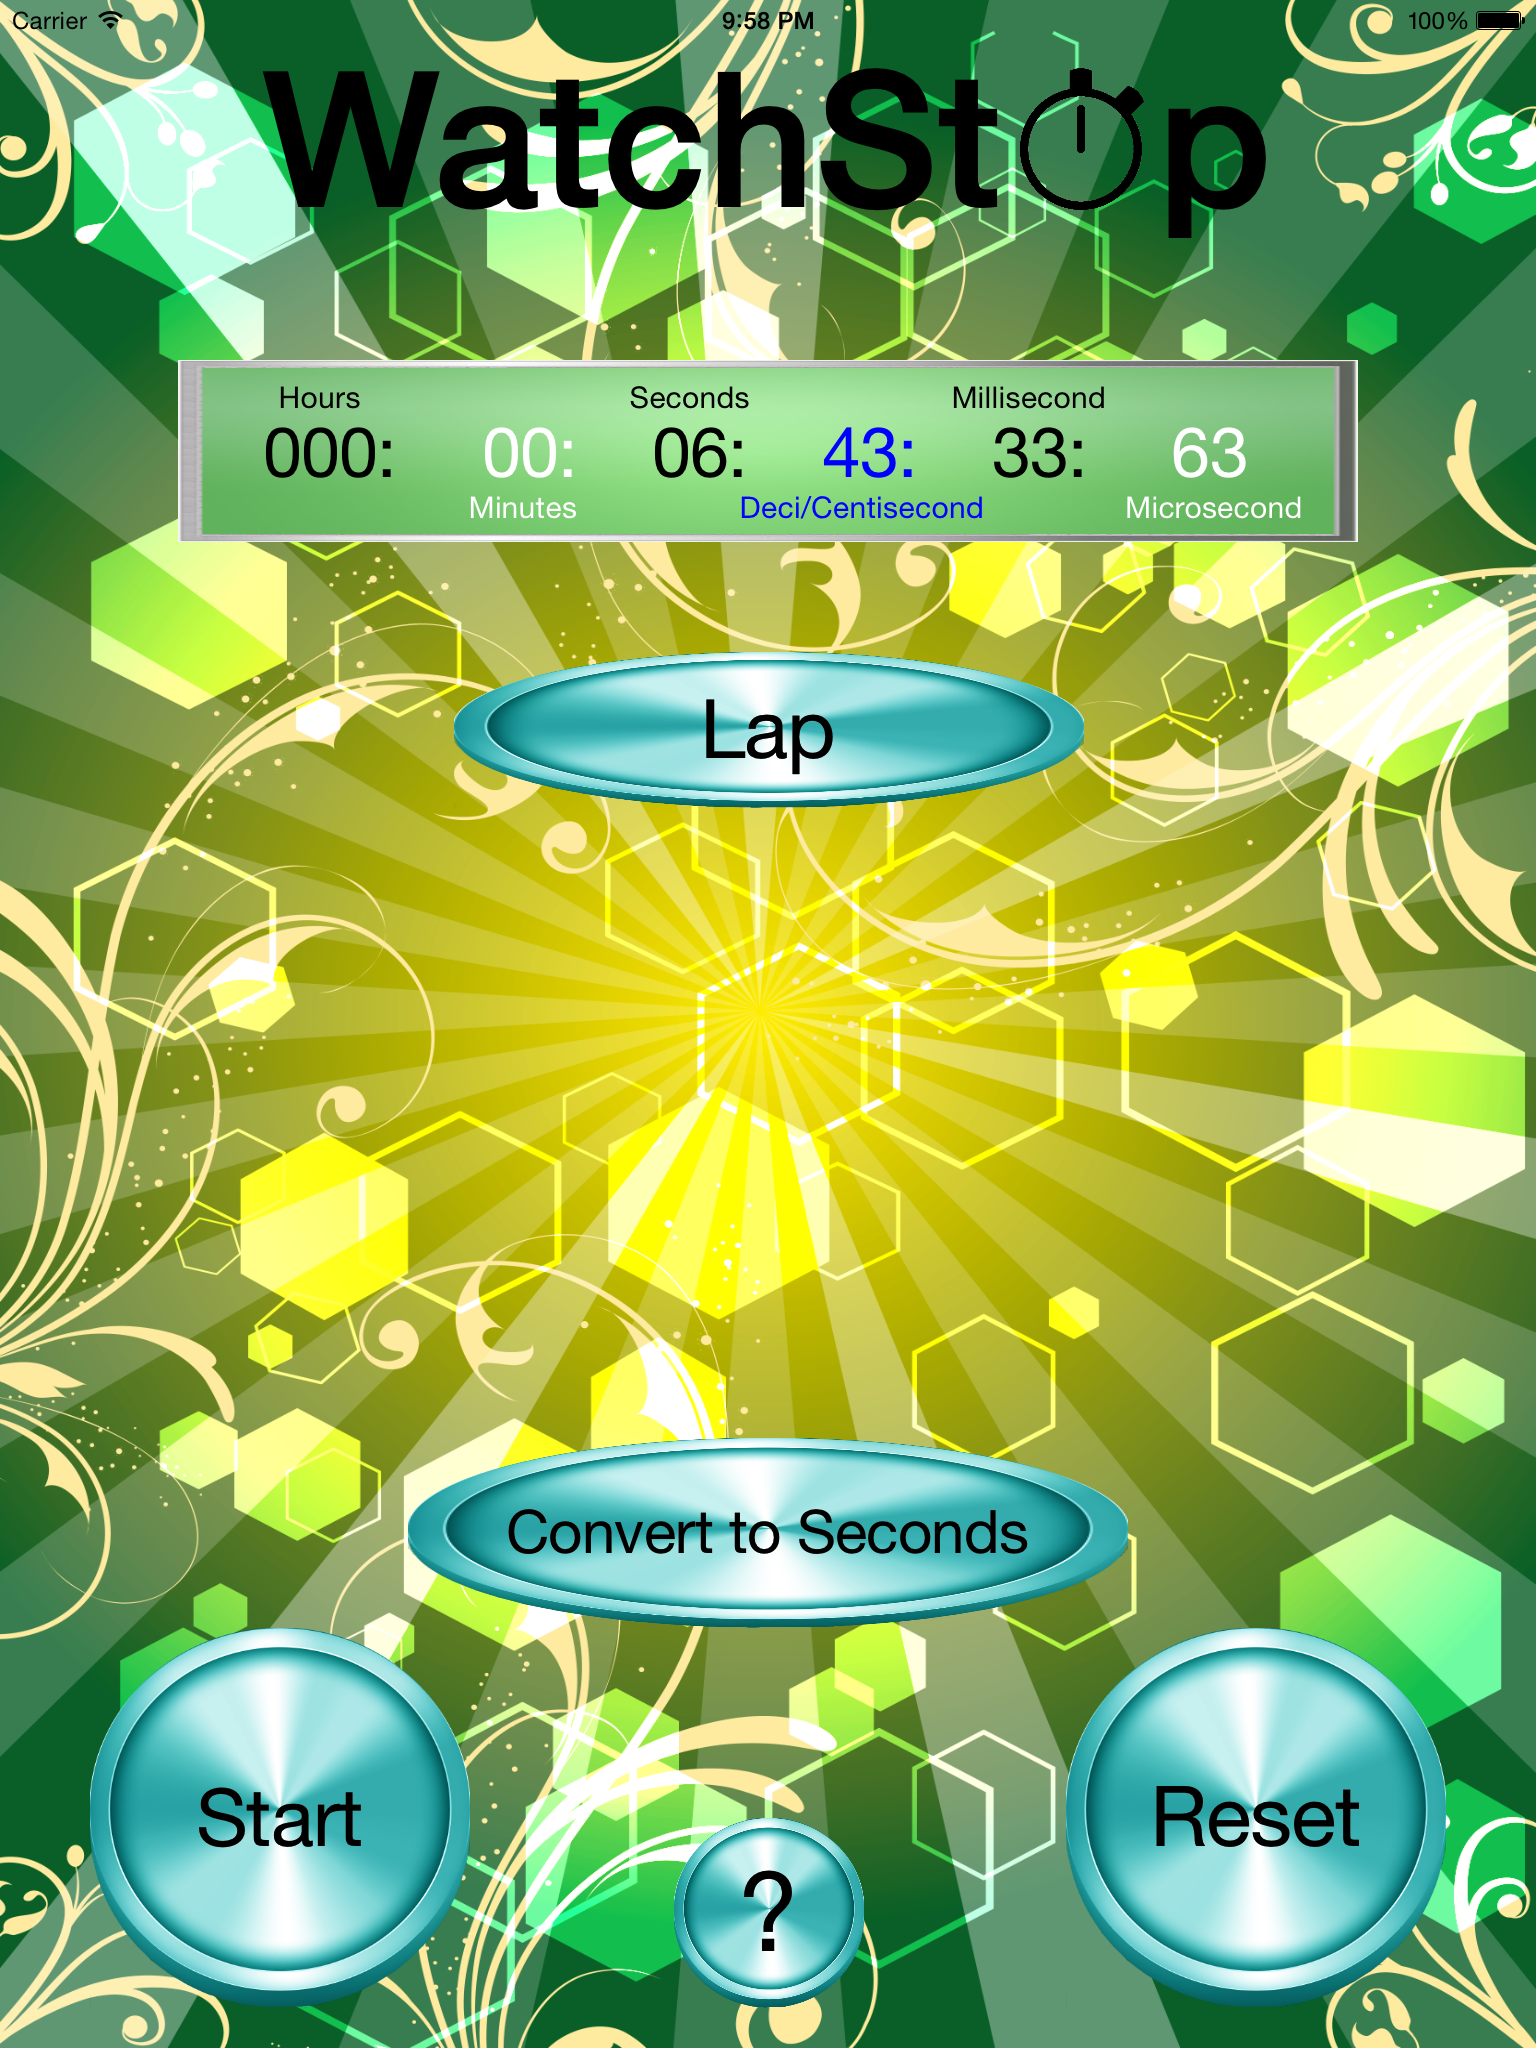 Carrier 9:58 PM 100%
WatchStop
Hours Seconds Millisecond
000: 00: 06: 43: 33: 63
Minutes Deci/Centisecond Microsecond
Lap
Convert to Seconds
Start Reset
?